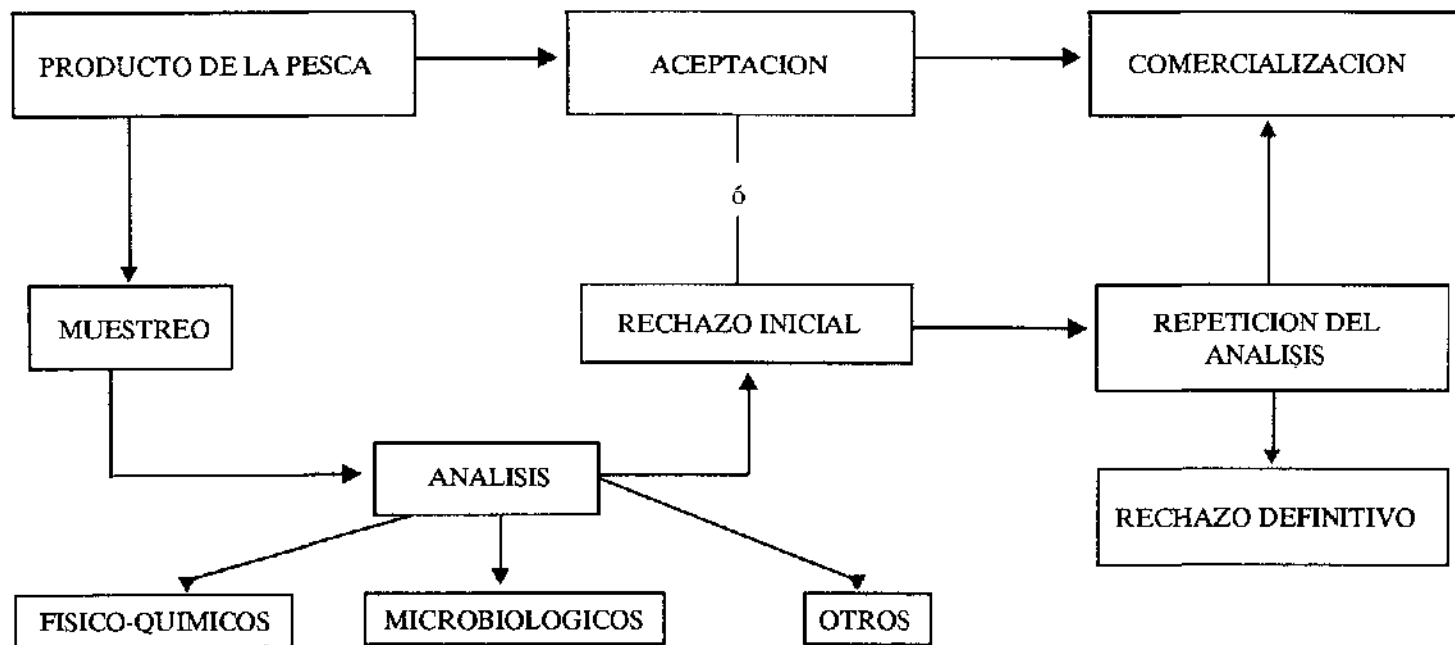 PRODUCTO DE LA PESCA
ACEPTACION
COMERCIALIZACION
ó
MUESTREO
RECHAZO INICIAL
REPETICION DEL
ANALISIS
ANALISIS
RECHAZO DEFINITIVO
FISICO-QUIMICOS
MICROBIOLOGICOS
OTROS